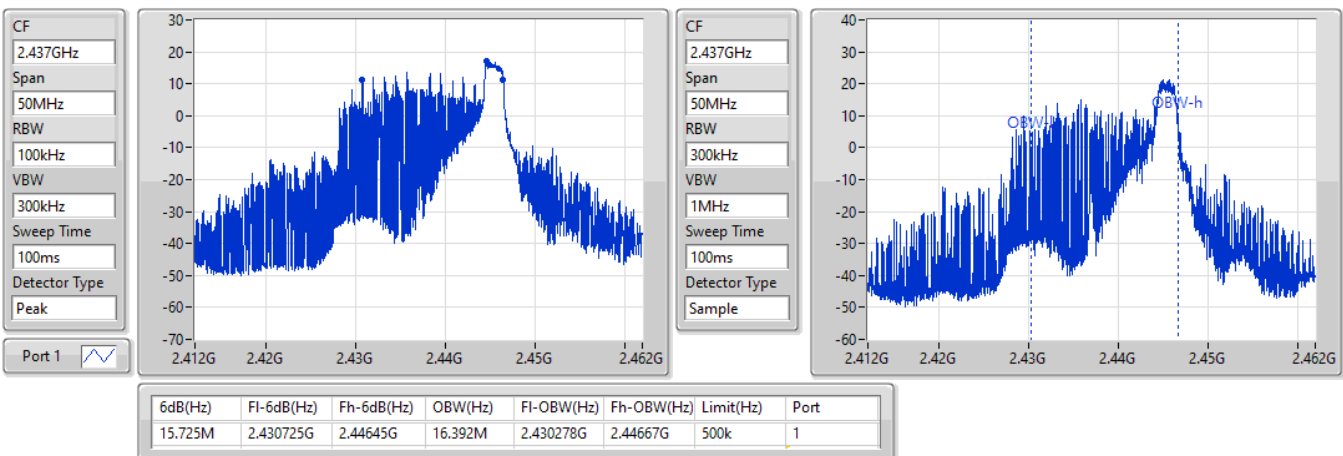 CF
2.437GHz
Span
50MHz
RBW
100kHz
VBW
300kHz
Sweep Time
100ms
Detector Type
Peak
Port 1
30
20
10
0
-10
-20
-30
-40
-50
-60
-70
2.412G 2.42G 2.43G 2.44G 2.45G 2.462G
CF
2.437GHz
Span
50MHz
RBW
300kHz
VBW
1MHz
Sweep Time
100ms
Detector Type
Sample
40
30
20
10
0
-10
-20
-30
-40
-50
-60
OBW-h
2.412G 2.42G 2.43G 2.44G 2.45G 2.462G
6dB(Hz) Fl-6dB(Hz) Fh-6dB(Hz) OBW(Hz) Fl-OBW(Hz) Fh-OBW(Hz) Limit(Hz) Port
15.725M 2.430725G 2.44645G 16.392M 2.430278G 2.44667G 500k 1